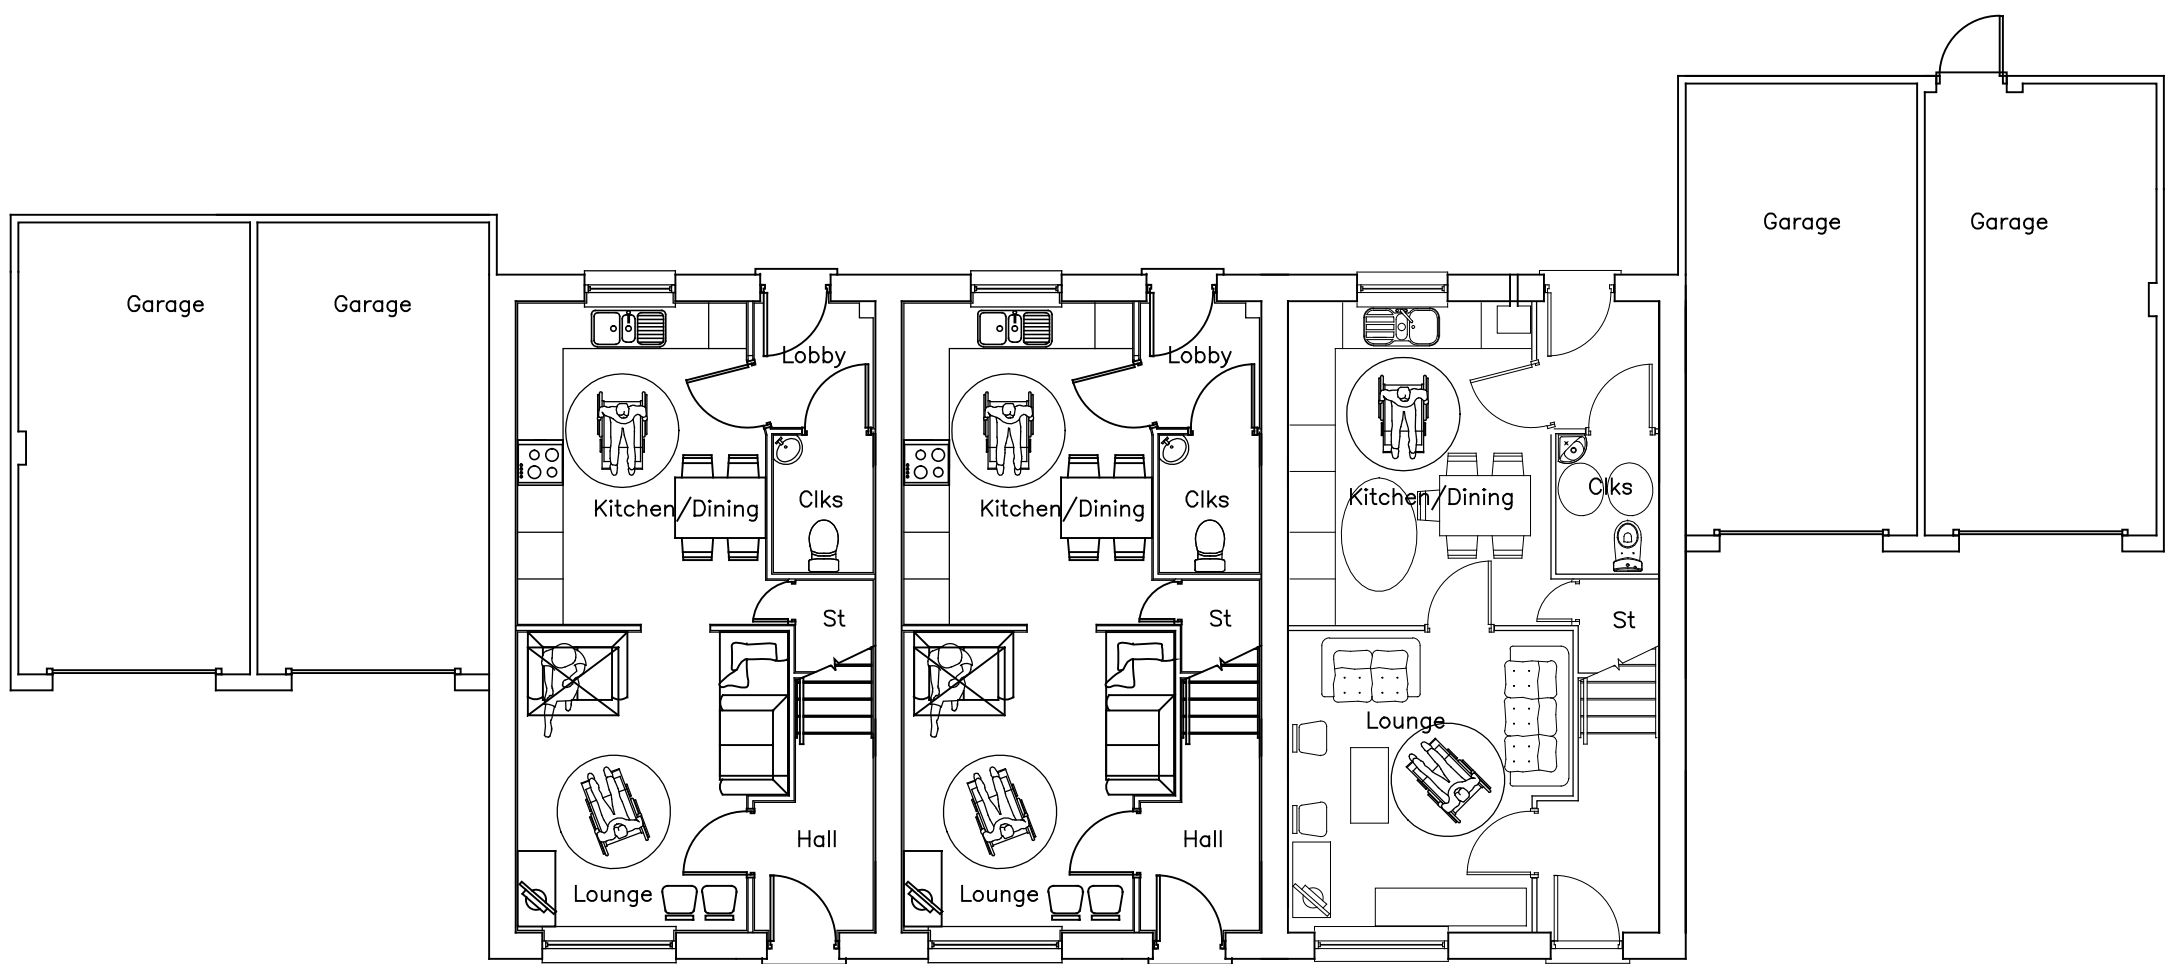 Garage
Garage
Garage
Garage
Lobby
Lobby
Kitchen/Dining
Clks
Kitchen/Dining
Clks
Kitchen/Dining
Clks
St
St
St
Lounge
Hall
Hall
Lounge
Lounge